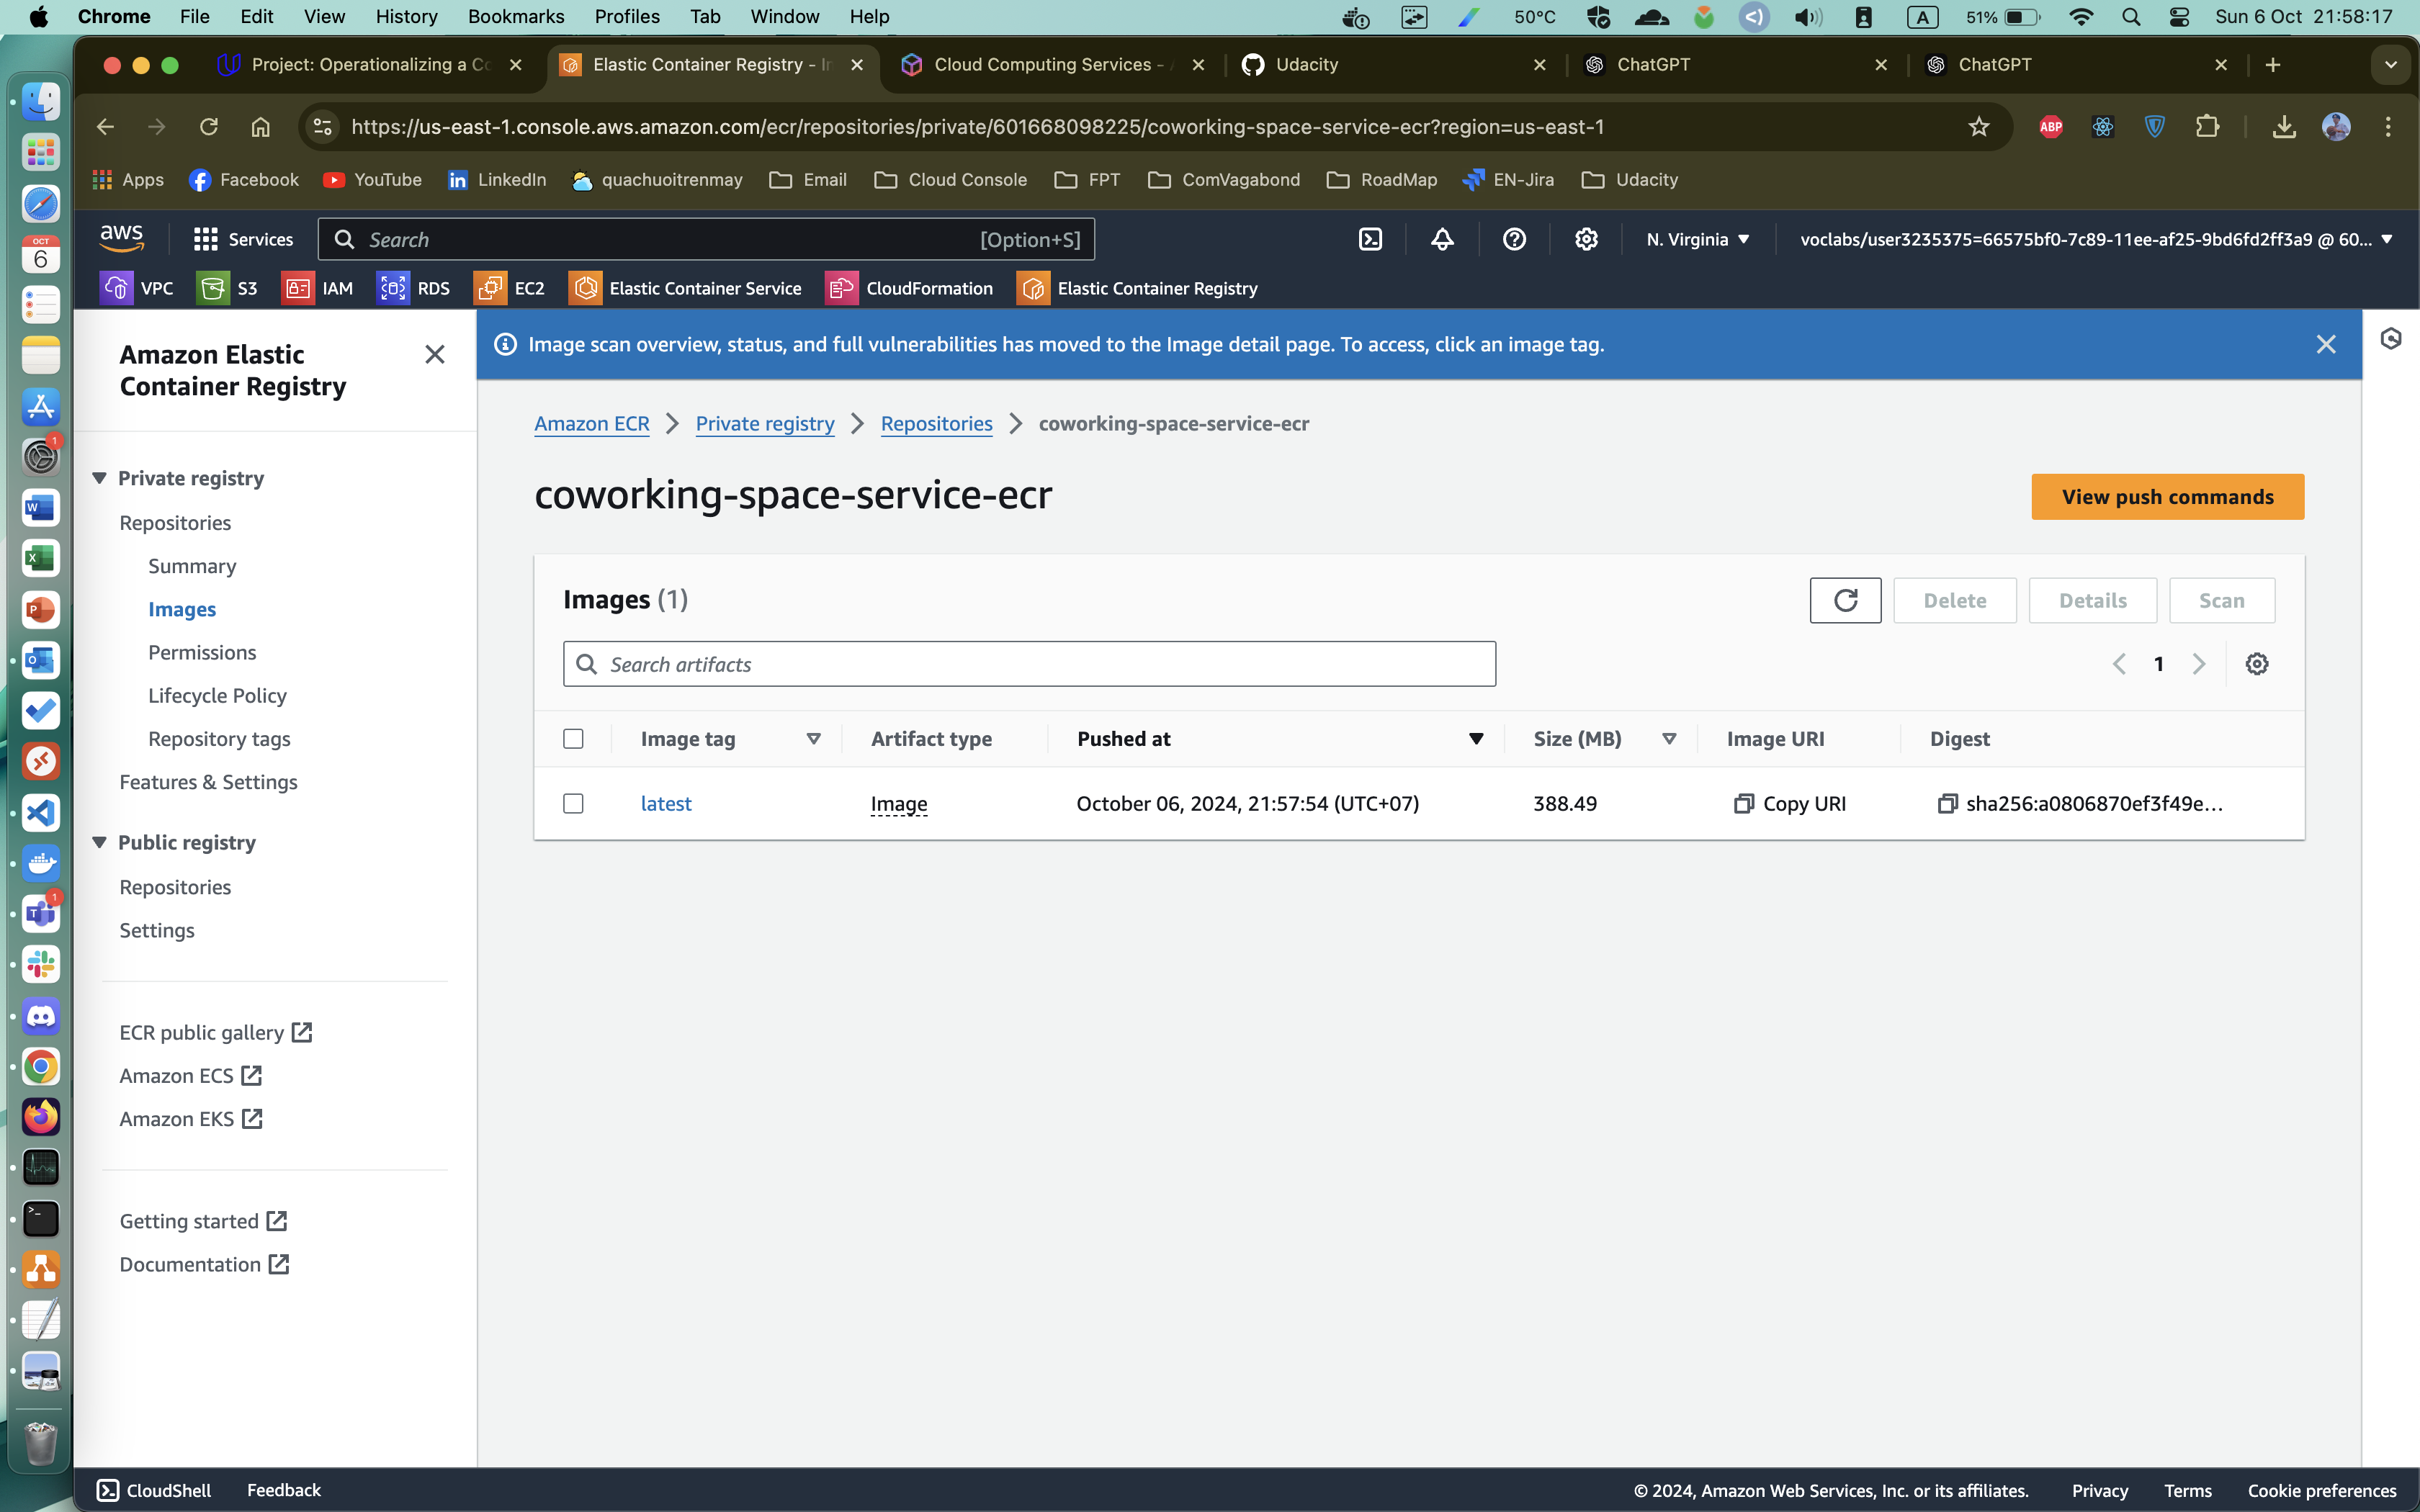 Chrome File Edit View History Bookmarks Profiles Tab Window Help 50°C A 51% Sun 6 Oct 21:58:17
Project: Operationalizing a Co Elastic Container Registry - Im Cloud Computing Services - A Udacity ChatGPT ChatGPT
https://us-east-1.console.aws.amazon.com/ecr/repositories/private/601668098225/coworking-space-service-ecr?region=us-east-1 ABP
Apps Facebook YouTube LinkedIn quachuoitrenmay Email Cloud Console FPT ComVagabond RoadMap EN-Jira Udacity
aws Services Search [Option+S] N. Virginia voclabs/user3235375=66575bf0-7c89-11ee-af25-9bd6fd2ff3a9 @ 60...
VPC S3 IAM RDS EC2 Elastic Container Service CloudFormation Elastic Container Registry
OCT
6
1
1
Amazon Elastic
Container Registry
Private registry
Repositories
Summary
Images
Permissions
Lifecycle Policy
Repository tags
Features & Settings
Public registry
Repositories
Settings
ECR public gallery
Amazon ECS
Amazon EKS
Getting started
Documentation
Image scan overview, status, and full vulnerabilities has moved to the Image detail page. To access, click an image tag.
Amazon ECR Private registry Repositories coworking-space-service-ecr
coworking-space-service-ecr View push commands
Images (1) Delete Details Scan
Search artifacts 1
Image tag Artifact type Pushed at Size (MB) Image URI Digest
latest Image October 06, 2024, 21:57:54 (UTC+07) 388.49 Copy URI sha256:a0806870ef3f49e...
CloudShell Feedback © 2024, Amazon Web Services, Inc. or its affiliates. Privacy Terms Cookie preferences